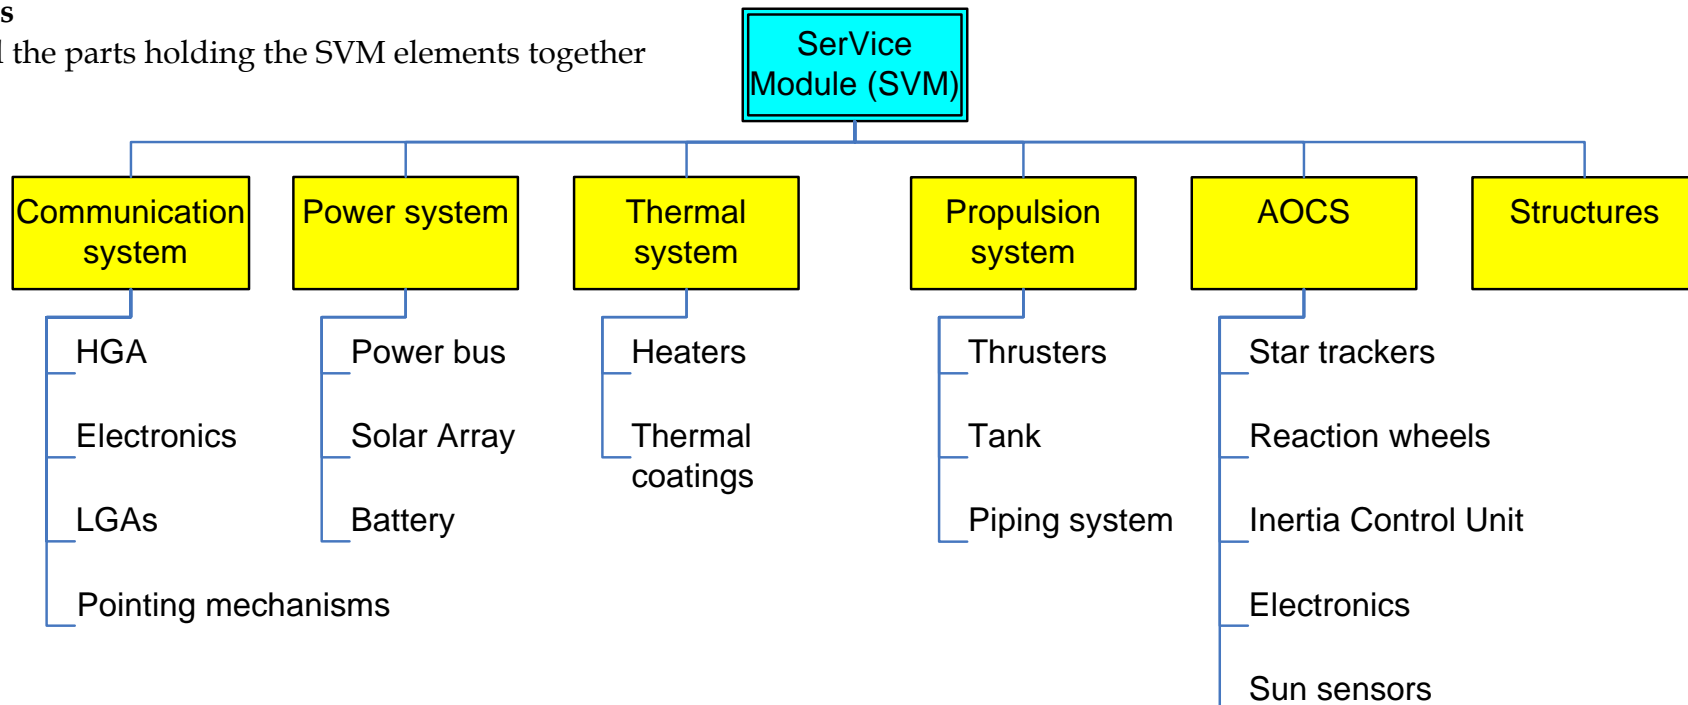 s
the parts holding the SVM elements together
SerVice
Module (SVM)
Communication
system
Power system
Thermal
system
Propulsion
system
AOCS
Structures
HGA
Electronics
LGAs
Pointing mechanisms
Power bus
Solar Array
Battery
Heaters
Thermal
coatings
Thrusters
Tank
Piping system
Star trackers
Reaction wheels
Inertia Control Unit
Electronics
Sun sensors